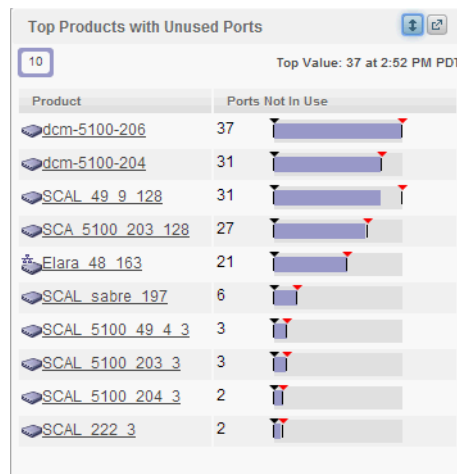 Top Products with Unused Ports
10
Top Value: 37 at 2:52 PM PDT
Product Ports Not In Use
dcm-5100-206 37
dcm-5100-204 31
SCAL_49_9_128 31
SCA_5100_203_128 27
Elara_48_163 21
SCAL_sabre_197 6
SCAL_5100_49_4_3 3
SCAL_5100_203_3 3
SCAL_5100_204_3 2
SCAL_222_3 2